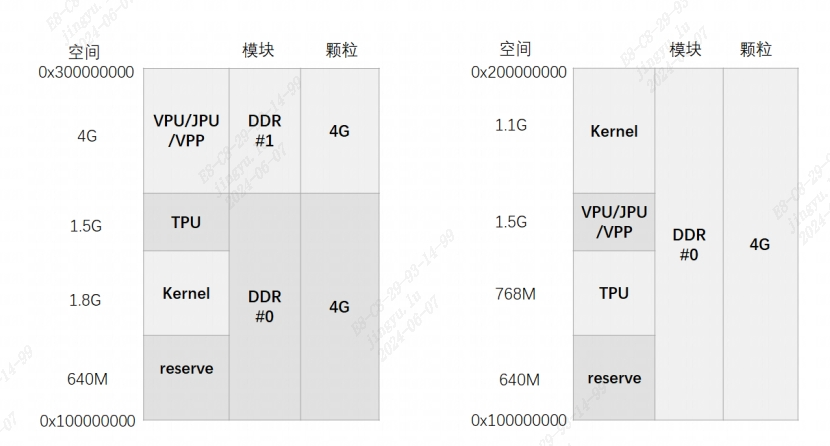 空间 模块 颗粒
0x300000000
4G VPU/JPU/VPP DDR #1 4G
1.5G TPU
1.8G Kernel DDR #0 4G
640M reserve
0x100000000
空间 模块 颗粒
0x200000000
1.1G Kernel
1.5G VPU/JPU/VPP
DDR #0 4G
768M TPU
640M reserve
0x100000000
E8-C8-29-93-14-99
jingyu.lu
2024-06-07